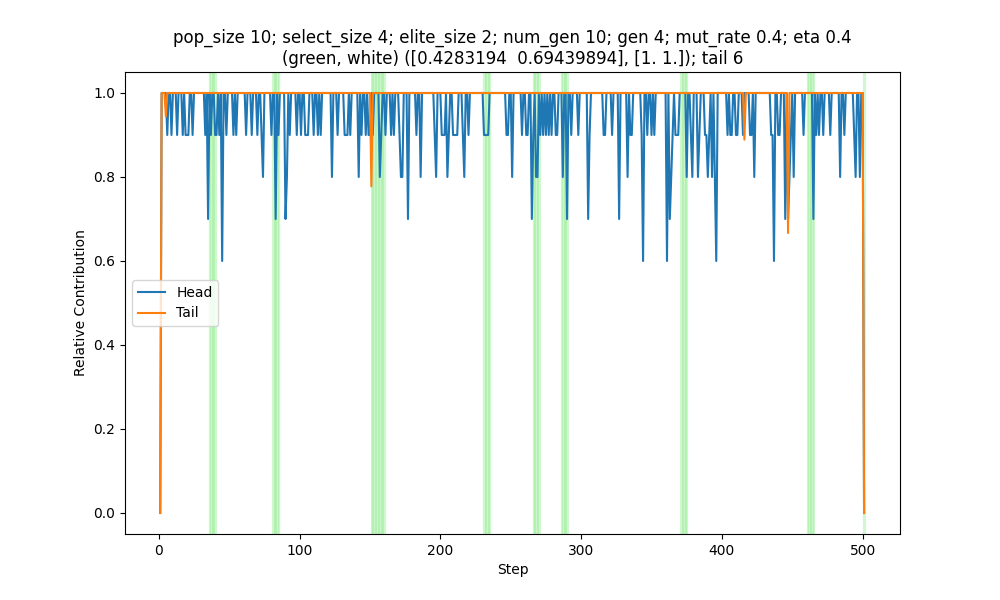 pop_size 10; select_size 4; elite_size 2; num_gen 10; gen 4; mut_rate 0.4; eta 0.4
(green, white) ([0.4283194  0.69439894], [1. 1.]); tail 6
1.0
0.8
0.6
0.4
0.2
0.0
Relative Contribution
Head
Tail
0
100
200
300
400
500
Step